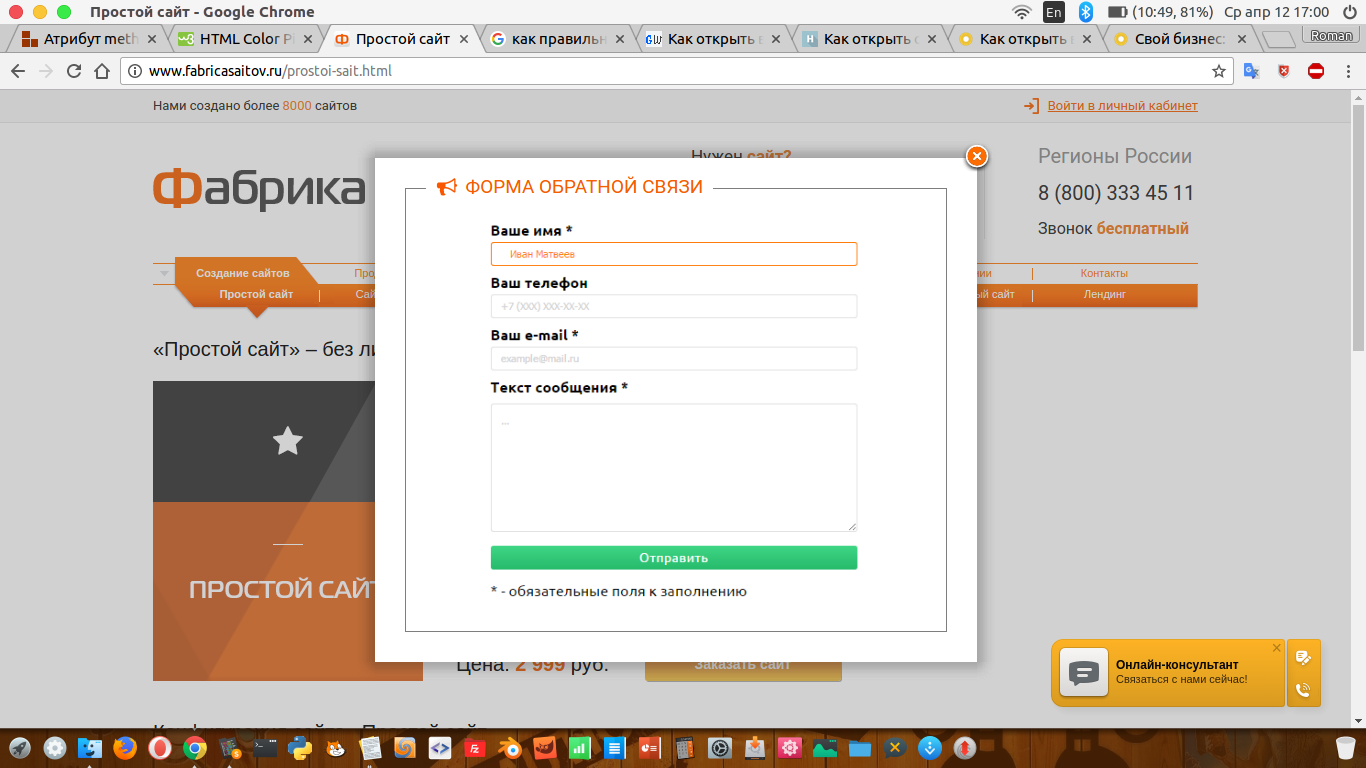 Простой сайт - Google Chrome
En (10:49, 81%) Ср апр 12 17:00
Атрибут meth HTML Color P Простой сайт как правильн Как открыть Как открыть Как открыть Свой бизнес: Roman
www.fabricasaitov.ru/prostoi-sait.html
Нами создано более 8000 сайтов
Войти в личный кабинет
Нужен сайт?
Регионы России
Фабрика
8 (800) 333 45 11
Звонок бесплатный
ФОРМА ОБРАТНОЙ СВЯЗИ
Ваше имя *
Иван Матвеев
Ваш телефон
+7 (XXX) XXX-XX-XX
Ваш e-mail *
example@mail.ru
Текст сообщения *
...
Отправить
* - обязательные поля к заполнению
Создание сайтов Про нии Контакты
Простой сайт Сай ый сайт Лендинг
«Простой сайт» – без ли
ПРОСТОЙ САЙТ
Цена: 2 999 руб.
Заказать сайт
Онлайн-консультант
Связаться с нами сейчас!